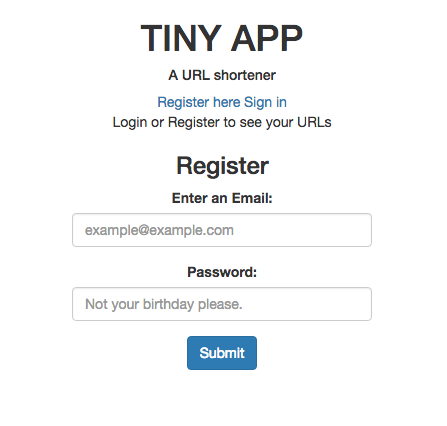 TINY APP
A URL shortener
Register here Sign in
Login or Register to see your URLs
Register
Enter an Email:
example@example.com
Password:
Not your birthday please.
Submit